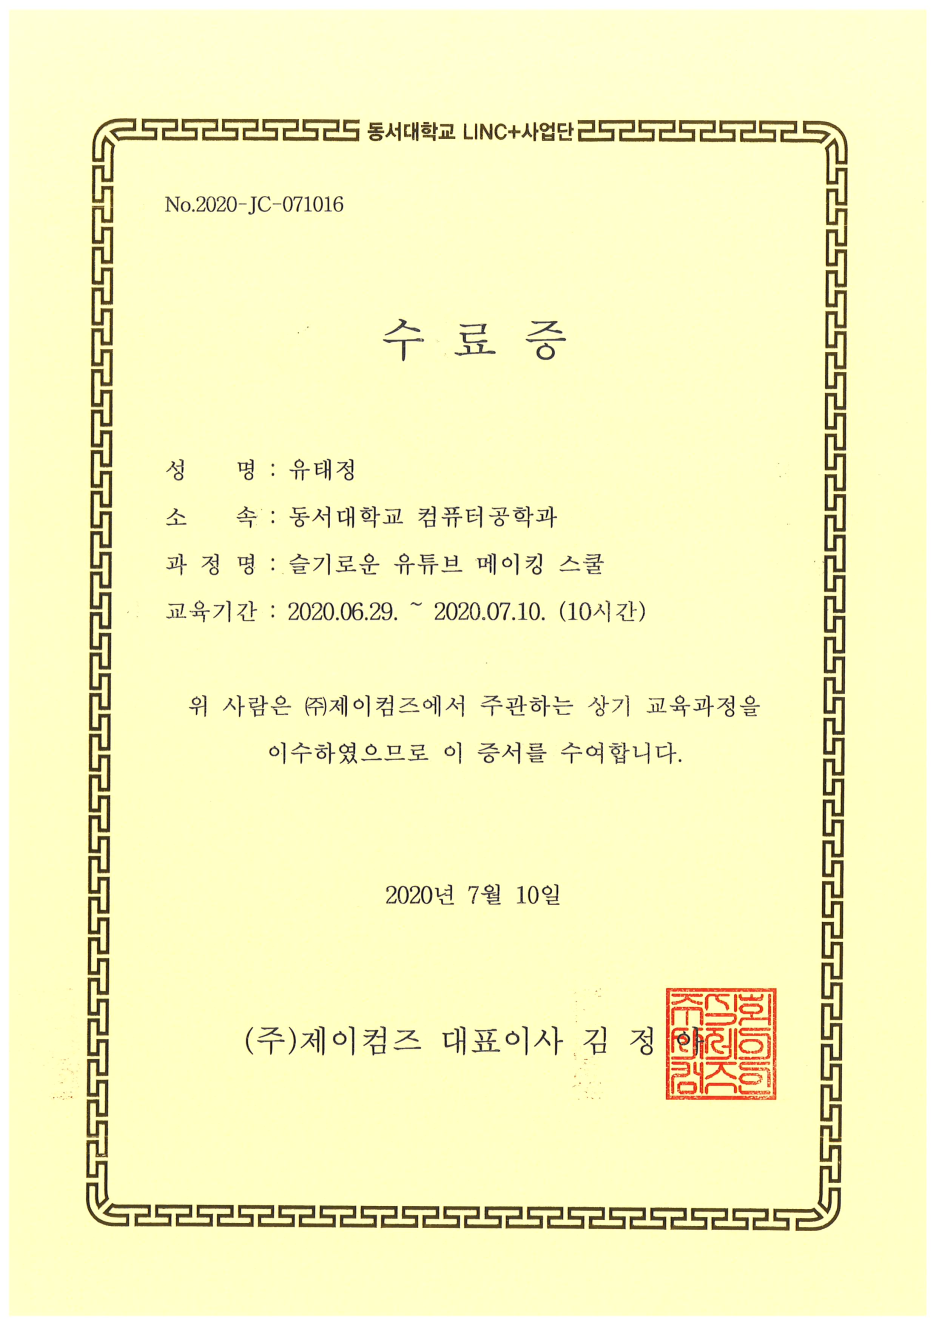 동서대학교 LINC+사업단
No.2020-JC-071016
수 료 증
성 명 : 유태정
소 속 : 동서대학교 컴퓨터공학과
과 정 명 : 슬기로운 유튜브 메이킹 스쿨
교육기간 : 2020.06.29. ~ 2020.07.10. (10시간)
위 사람은 ㈜제이컴즈에서 주관하는 상기 교육과정을
이수하였으므로 이 증서를 수여합니다.
2020년 7월 10일
(주)제이컴즈 대표이사 김 정